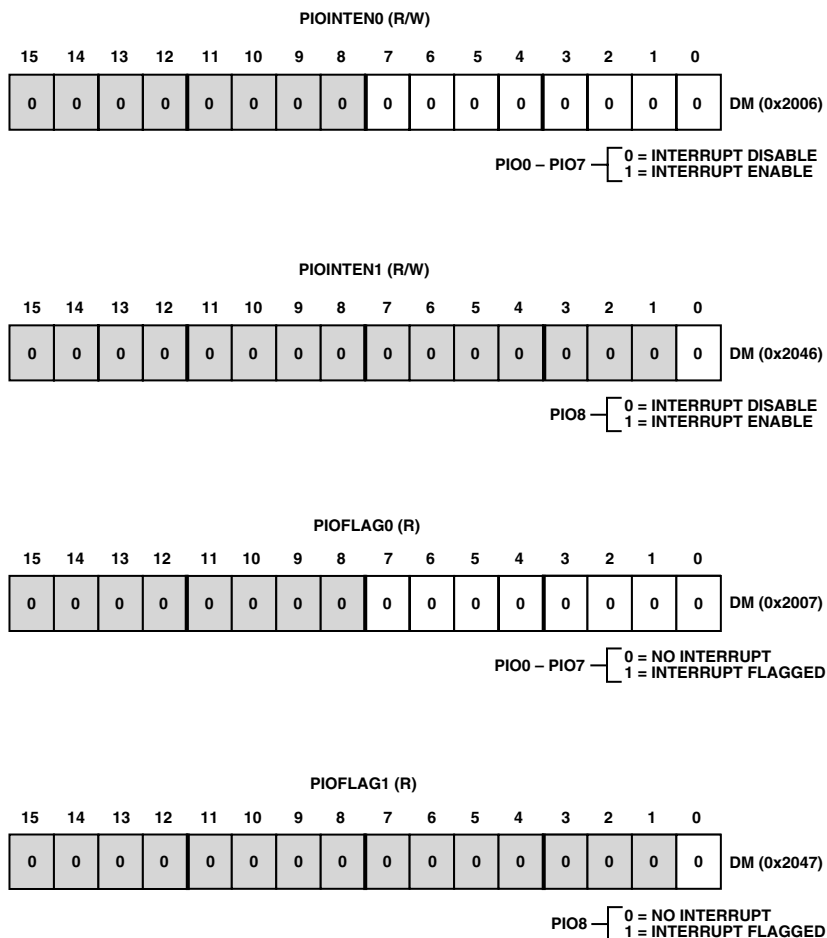 PIOINTEN0 (R/W)
15 14 13 12 11 10 9 8 7 6 5 4 3 2 1 0
0 0 0 0 0 0 0 0 0 0 0 0 0 0 0 0 DM (0x2006)
PIO0 – PIO7 0 = INTERRUPT DISABLE
1 = INTERRUPT ENABLE
PIOINTEN1 (R/W)
15 14 13 12 11 10 9 8 7 6 5 4 3 2 1 0
0 0 0 0 0 0 0 0 0 0 0 0 0 0 0 0 DM (0x2046)
PIO8 0 = INTERRUPT DISABLE
1 = INTERRUPT ENABLE
PIOFLAG0 (R)
15 14 13 12 11 10 9 8 7 6 5 4 3 2 1 0
0 0 0 0 0 0 0 0 0 0 0 0 0 0 0 0 DM (0x2007)
PIO0 – PIO7 0 = NO INTERRUPT
1 = INTERRUPT FLAGGED
PIOFLAG1 (R)
15 14 13 12 11 10 9 8 7 6 5 4 3 2 1 0
0 0 0 0 0 0 0 0 0 0 0 0 0 0 0 0 DM (0x2047)
PIO8 0 = NO INTERRUPT
1 = INTERRUPT FLAGGED